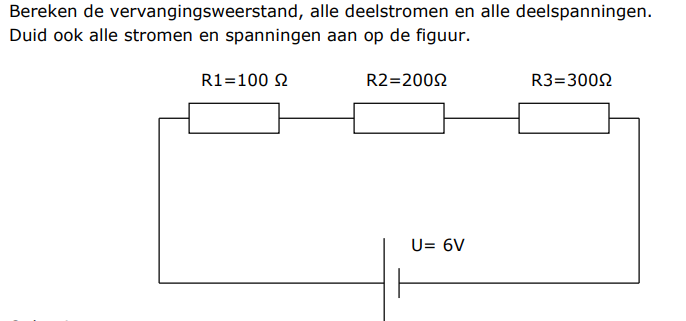 Bereken de vervangingsweerstand, alle deelstromen en alle deelspanningen.
Duid ook alle stromen en spanningen aan op de figuur.
R1=100 Ω R2=200Ω R3=300Ω
U= 6V